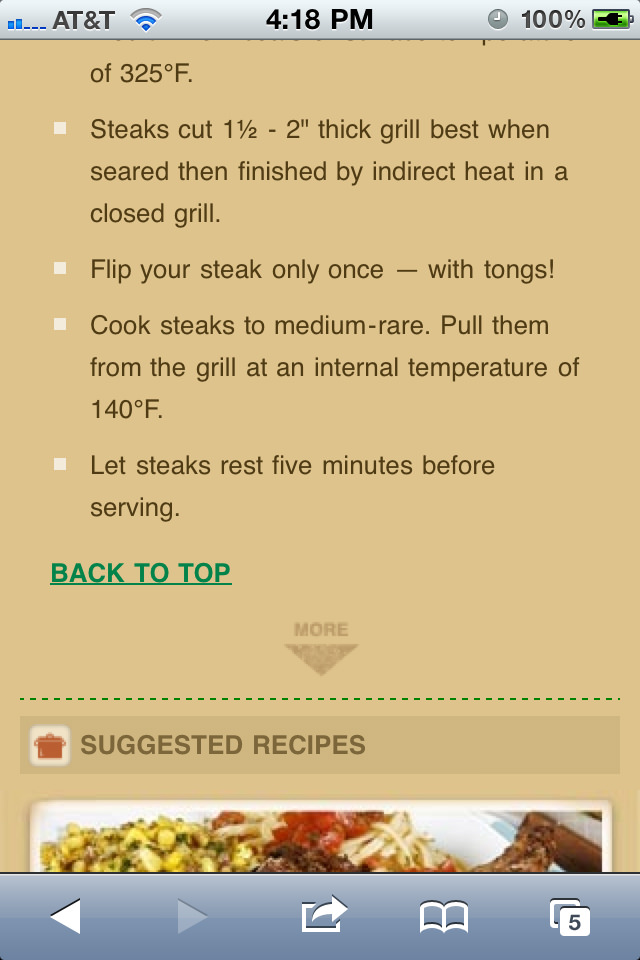 AT&T 4:18 PM 100%
of 325°F.
Steaks cut 1½ - 2" thick grill best when
seared then finished by indirect heat in a
closed grill.
Flip your steak only once — with tongs!
Cook steaks to medium-rare. Pull them
from the grill at an internal temperature of
140°F.
Let steaks rest five minutes before
serving.
BACK TO TOP
MORE
SUGGESTED RECIPES
5